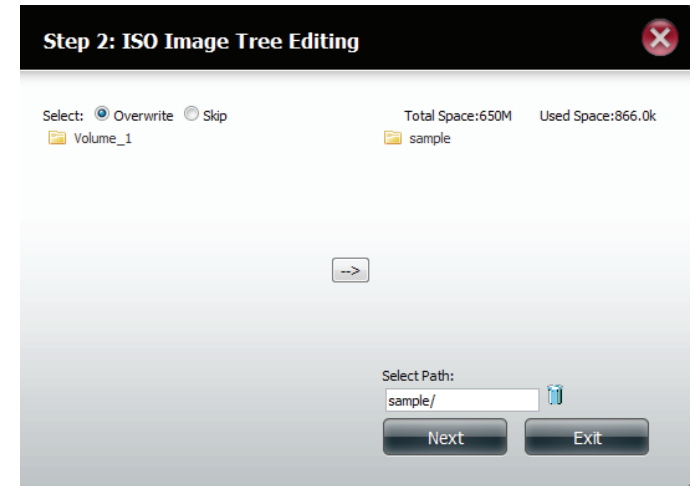 Step 2: ISO Image Tree Editing
Select: Overwrite Skip Total Space:650M Used Space:866.0k
Volume_1 sample
-->
Select Path:
sample/
Next Exit